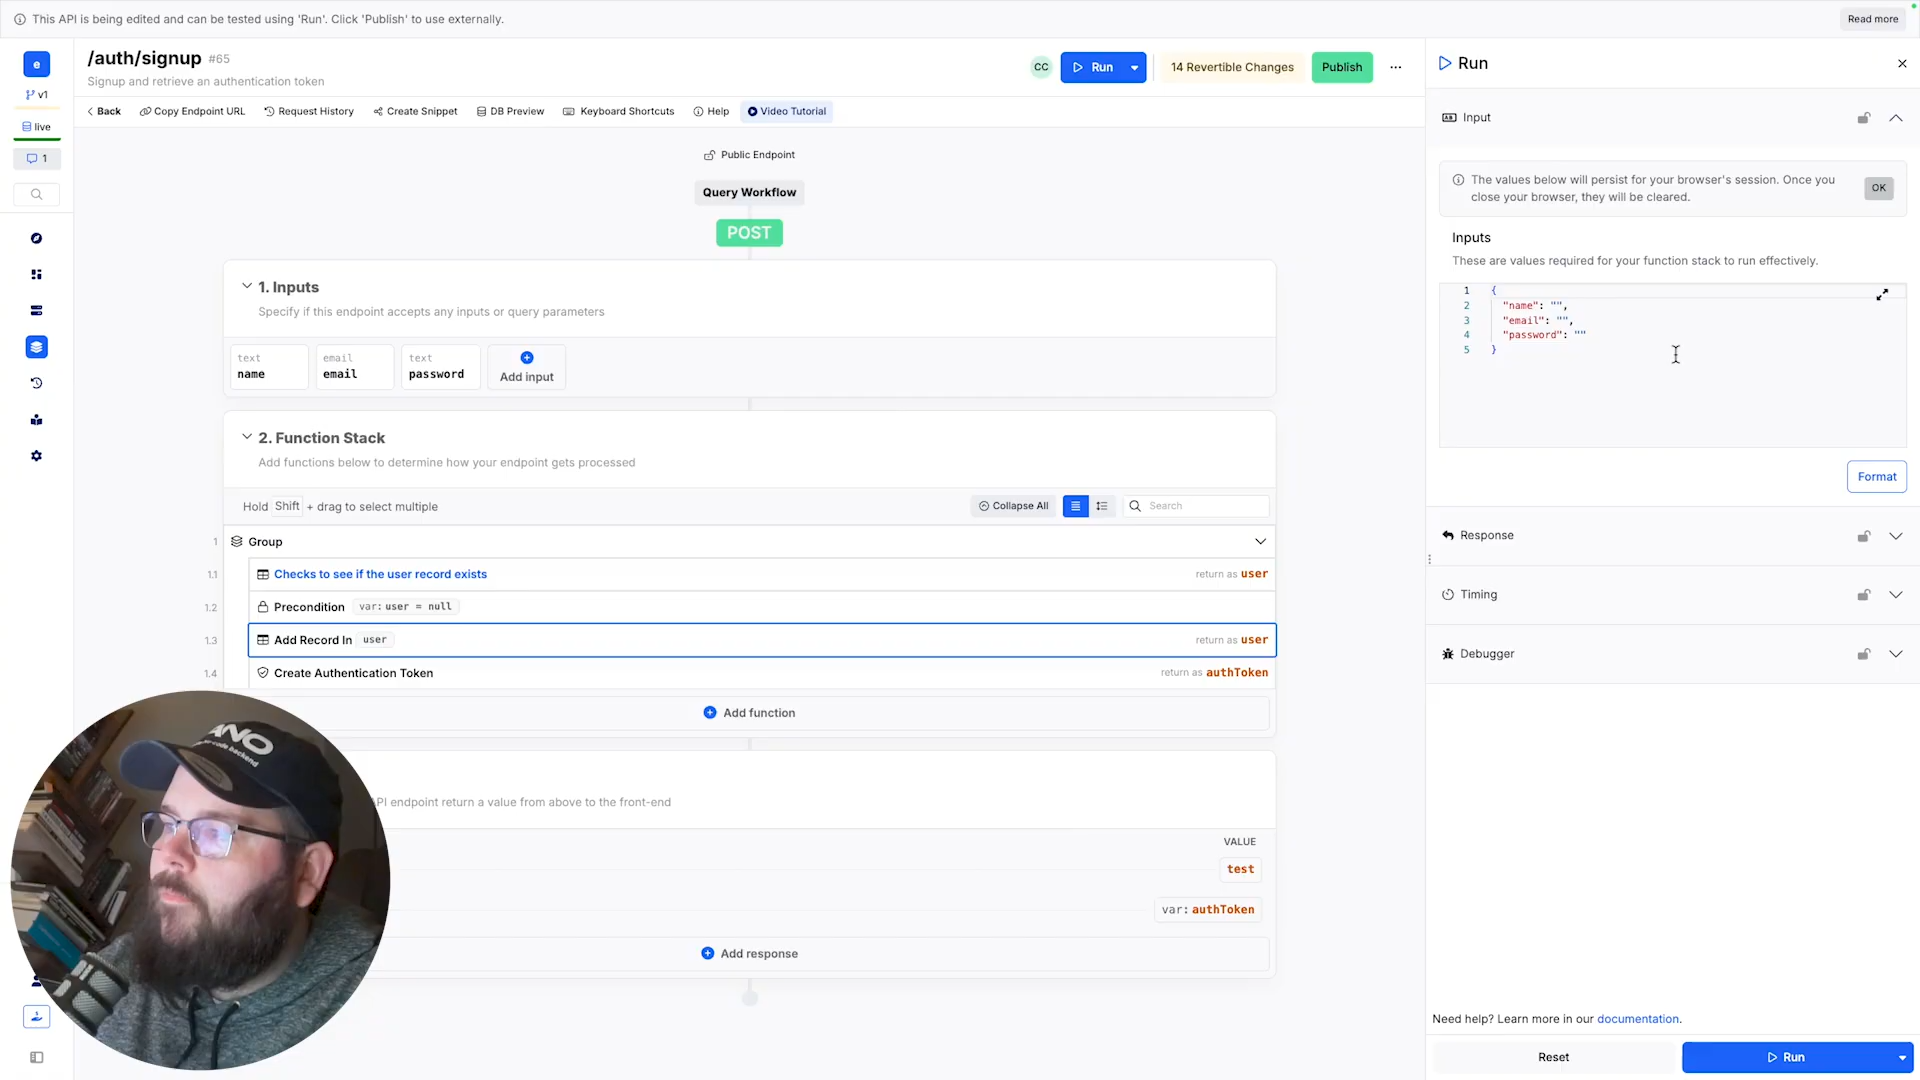 This API is being edited and can be tested using 'Run'. Click 'Publish' to use externally.
Read more
e
v1
live
1
/auth/signup #65
Signup and retrieve an authentication token
CC
Run
14 Revertible Changes
Publish
Back
Copy Endpoint URL
Request History
Create Snippet
DB Preview
Keyboard Shortcuts
Help
Video Tutorial
Public Endpoint
Query Workflow
POST
1. Inputs
Specify if this endpoint accepts any inputs or query parameters
text
name
email
email
text
password
Add input
2. Function Stack
Add functions below to determine how your endpoint gets processed
Hold Shift + drag to select multiple
Collapse All
Search
1 Group
1.1 Checks to see if the user record exists return as user
1.2 Precondition var: user = null
1.3 Add Record In user return as user
1.4 Create Authentication Token return as authToken
Add function
API endpoint return a value from above to the front-end
VALUE
test
var: authToken
Add response
Run
Input
The values below will persist for your browser's session. Once you
close your browser, they will be cleared.
OK
Inputs
These are values required for your function stack to run effectively.
1 {
2 "name": "",
3 "email": "",
4 "password": ""
5 }
Format
Response
Timing
Debugger
Need help? Learn more in our documentation.
Reset
Run